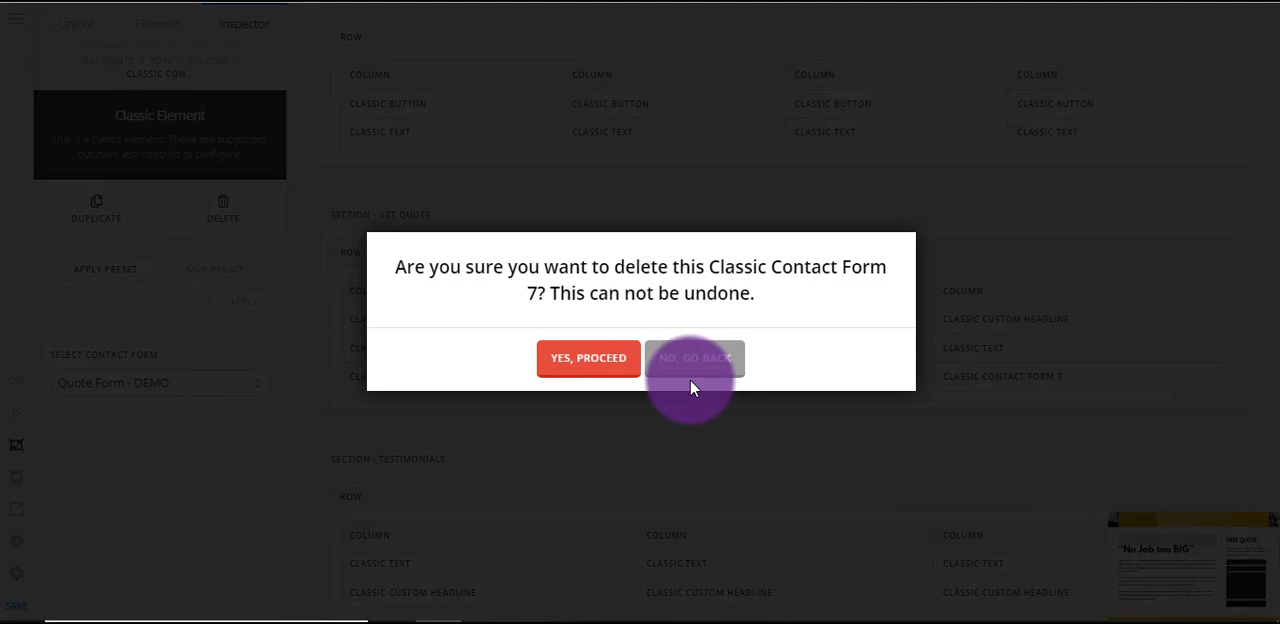 Layout Elements Inspector
ROW COLUMN
CLASSIC CON...
Classic Element
This is a classic element. These are supported,
but have less controls to configure.
DUPLICATE DELETE
APPLY PRESET SAVE PRESET
APPLY
SELECT CONTACT FORM
Quote Form - DEMO
CSS
JS
SAVE
ROW
COLUMN COLUMN COLUMN COLUMN
CLASSIC BUTTON CLASSIC BUTTON CLASSIC BUTTON CLASSIC BUTTON
CLASSIC TEXT CLASSIC TEXT CLASSIC TEXT CLASSIC TEXT
SECTION - GET QUOTE
ROW
COLUMN
CLASSIC CUSTOM HEADLINE
CLASSIC TEXT
CLASSIC CONTACT FORM 7
Are you sure you want to delete this Classic Contact Form
7? This can not be undone.
YES, PROCEED NO, GO BACK
SECTION - TESTIMONIALS
ROW
COLUMN COLUMN COLUMN
CLASSIC TEXT CLASSIC TEXT CLASSIC TEXT
CLASSIC CUSTOM HEADLINE CLASSIC CUSTOM HEADLINE CLASSIC CUSTOM HEADLINE
"No Job too BIG" FREE QUOTE